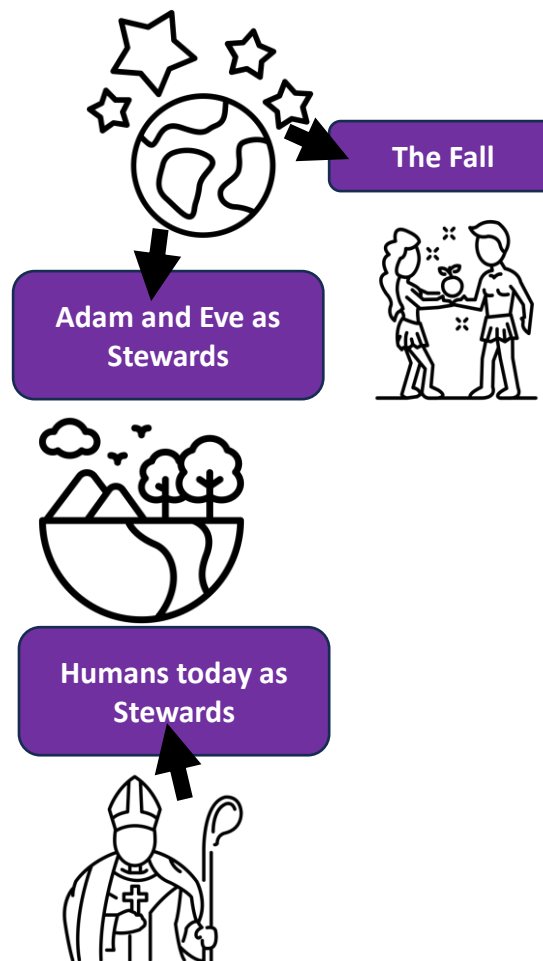 The Fall
Adam and Eve as
Stewards
Humans today as
Stewards